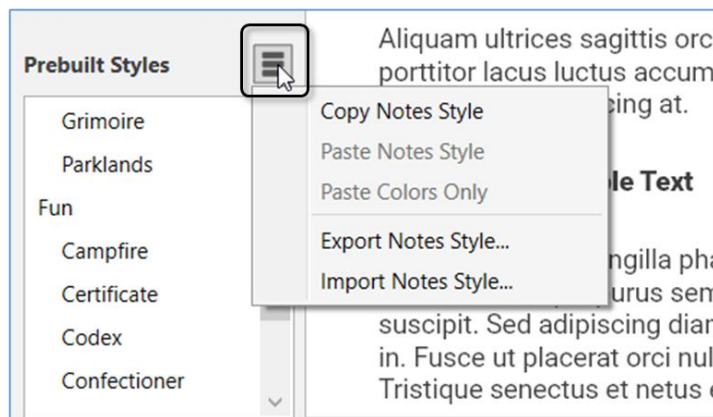 Prebuilt Styles
Grimoire
Parklands
Fun
Campfire
Certificate
Codex
Confectioner
Copy Notes Style
Paste Notes Style
Paste Colors Only
Export Notes Style...
Import Notes Style...
Aliquam ultrices sagittis orc
porttitor lacus luctus accum
cing at.
le Text
ngilla pha
urus sem
suscipit. Sed adipiscing diar
in. Fusce ut placerat orci nul
Tristique senectus et netus